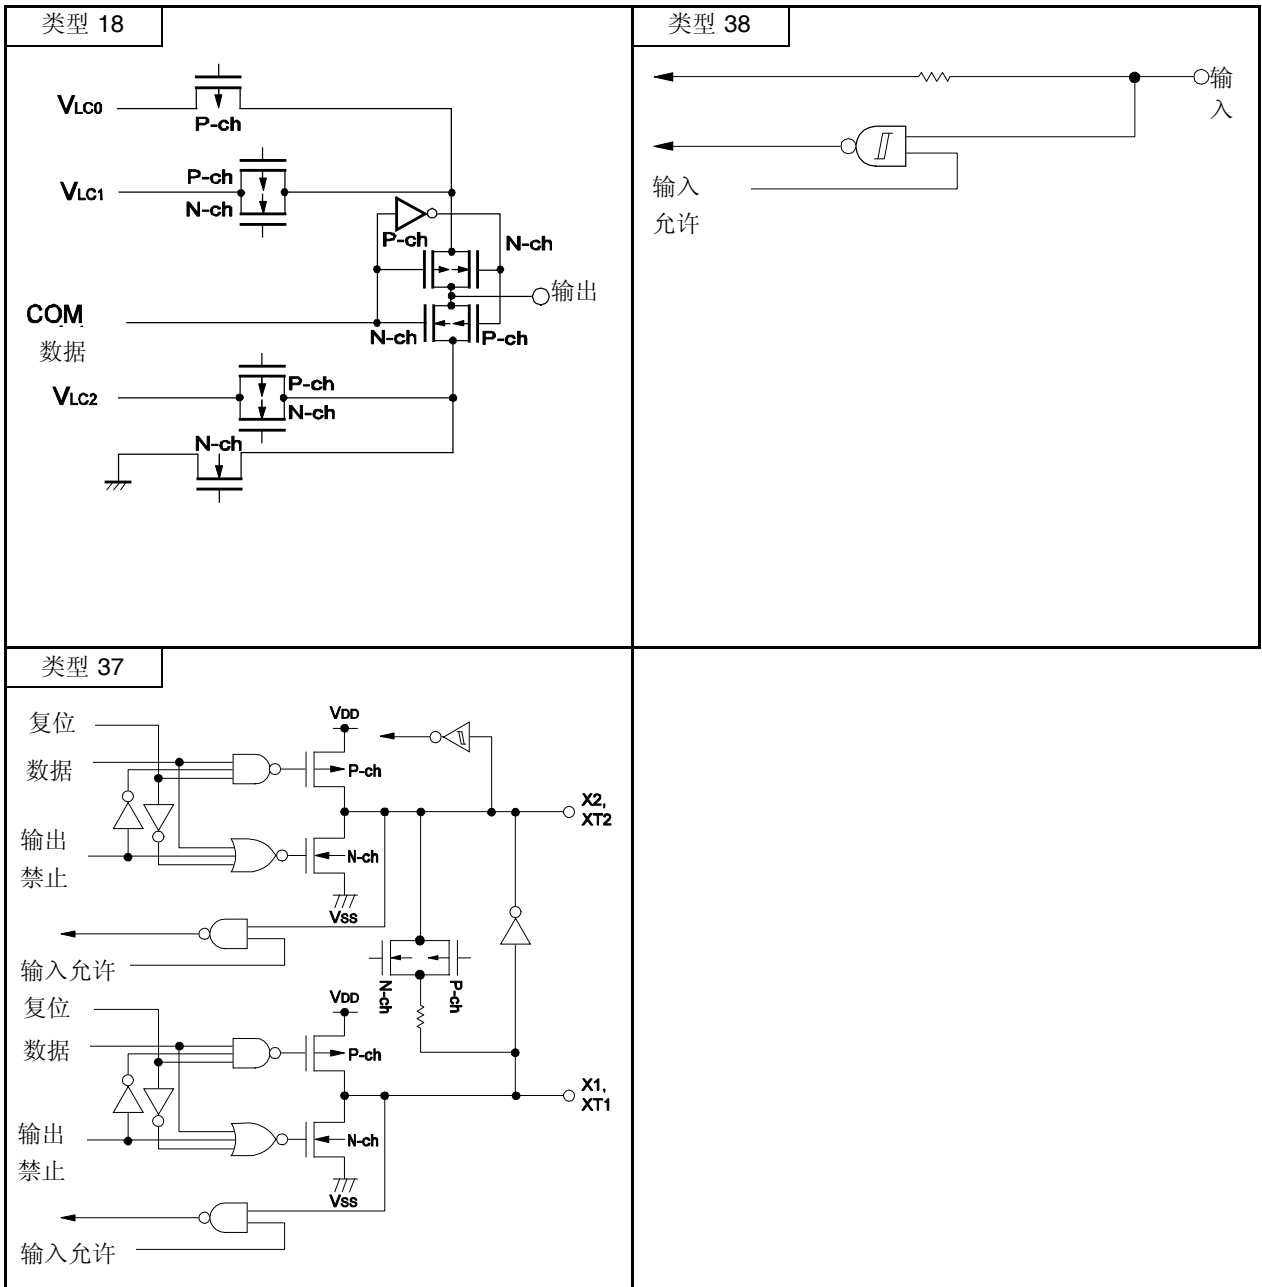 类型 18
VLC0
P-ch
VLC1
P-ch
N-ch
P-ch
N-ch
输出
COM
数据
N-ch
P-ch
VLC2
P-ch
N-ch
N-ch
类型 38
输
入
输入
允许
类型 37
复位
数据
输出
禁止
输入允许
VDD
P-ch
N-ch
VSS
X2,
XT2
N-ch
P-ch
复位
数据
输出
禁止
输入允许
VDD
P-ch
N-ch
VSS
X1,
XT1